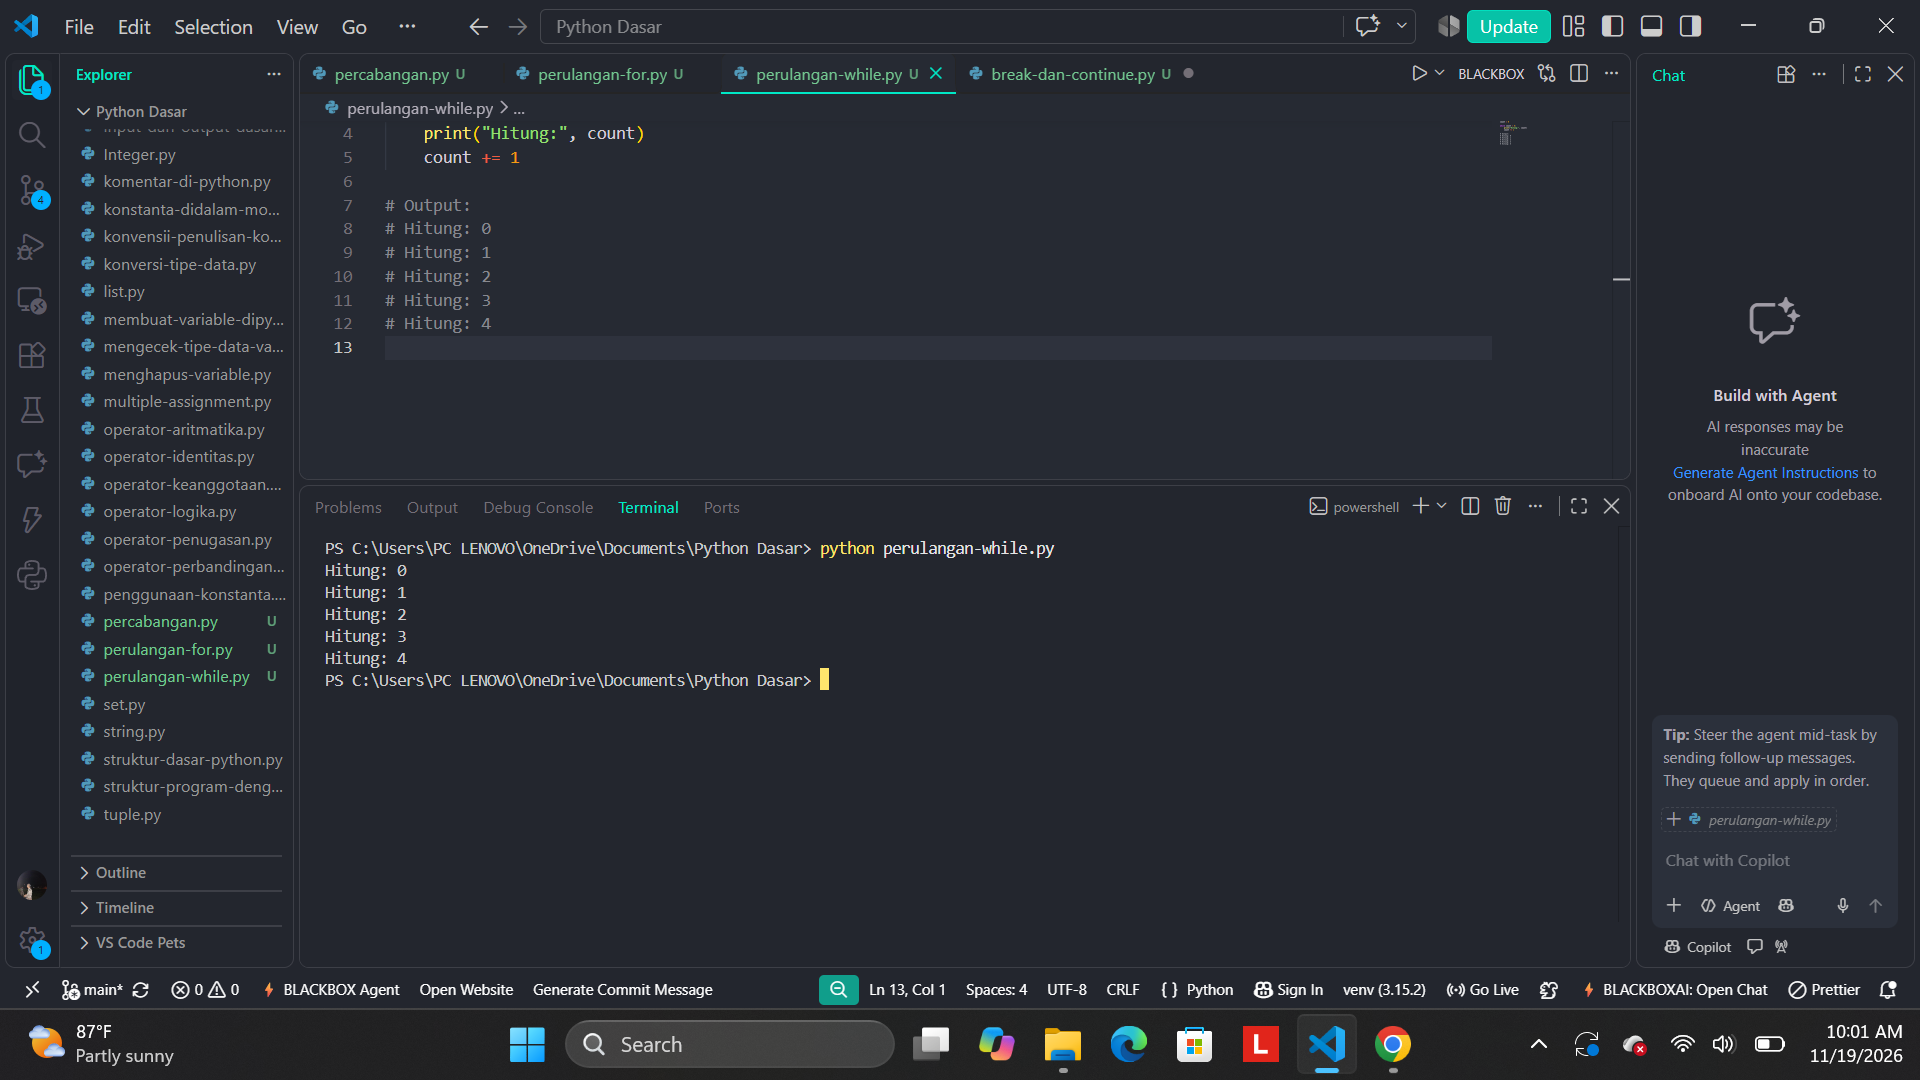 File Edit Selection View Go ...
Python Dasar
Update
Explorer
Python Dasar
input-dan-output-dasar...
Integer.py
komentar-di-python.py
konstanta-didalam-mo...
konvensii-penulisan-ko...
konversi-tipe-data.py
list.py
membuat-variable-dipy...
mengecek-tipe-data-va...
menghapus-variable.py
multiple-assignment.py
operator-aritmatika.py
operator-identitas.py
operator-keanggotaan....
operator-logika.py
operator-penugasan.py
operator-perbandingan...
penggunaan-konstanta....
percabangan.py U
perulangan-for.py U
perulangan-while.py U
set.py
string.py
struktur-dasar-python.py
struktur-program-deng...
tuple.py
Outline
Timeline
VS Code Pets
1
4
1
percabangan.py U perulangan-for.py U perulangan-while.py U break-dan-continue.py U
BLACKBOX
perulangan-while.py > ...
4 print("Hitung:", count)
5 count += 1
6
7 # Output:
8 # Hitung: 0
9 # Hitung: 1
10 # Hitung: 2
11 # Hitung: 3
12 # Hitung: 4
13
Problems Output Debug Console Terminal Ports
powershell
PS C:\Users\PC LENOVO\OneDrive\Documents\Python Dasar> python perulangan-while.py
Hitung: 0
Hitung: 1
Hitung: 2
Hitung: 3
Hitung: 4
PS C:\Users\PC LENOVO\OneDrive\Documents\Python Dasar>
Chat
Build with Agent
AI responses may be
inaccurate
Generate Agent Instructions to
onboard AI onto your codebase.
Tip: Steer the agent mid-task by
sending follow-up messages.
They queue and apply in order.
perulangan-while.py
Chat with Copilot
Agent
Copilot
main* 0 0 BLACKBOX Agent Open Website Generate Commit Message
Ln 13, Col 1 Spaces: 4 UTF-8 CRLF {} Python Sign In venv (3.15.2) Go Live BLACKBOXAI: Open Chat Prettier
87°F
Partly sunny
Search
L
10:01 AM
11/19/2026